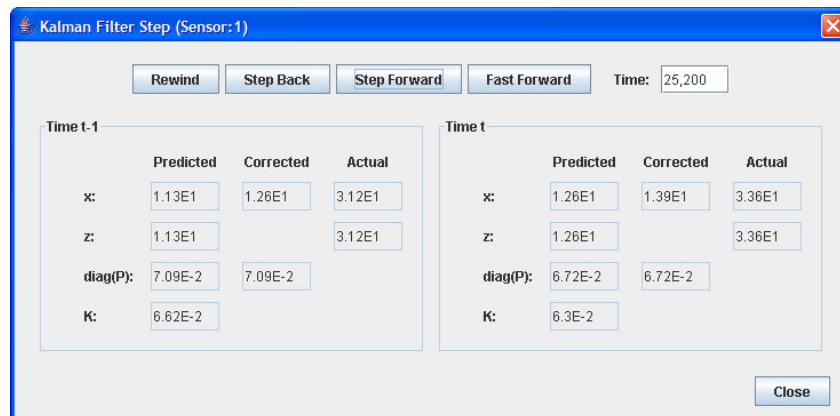 Kalman Filter Step (Sensor:1)
Rewind Step Back Step Forward Fast Forward Time: 25,200
Time t-1
Predicted Corrected Actual
x: 1.13E1 1.26E1 3.12E1
z: 1.13E1 3.12E1
diag(P): 7.09E-2 7.09E-2
K: 6.62E-2
Time t
Predicted Corrected Actual
x: 1.26E1 1.39E1 3.36E1
z: 1.26E1 3.36E1
diag(P): 6.72E-2 6.72E-2
K: 6.3E-2
Close